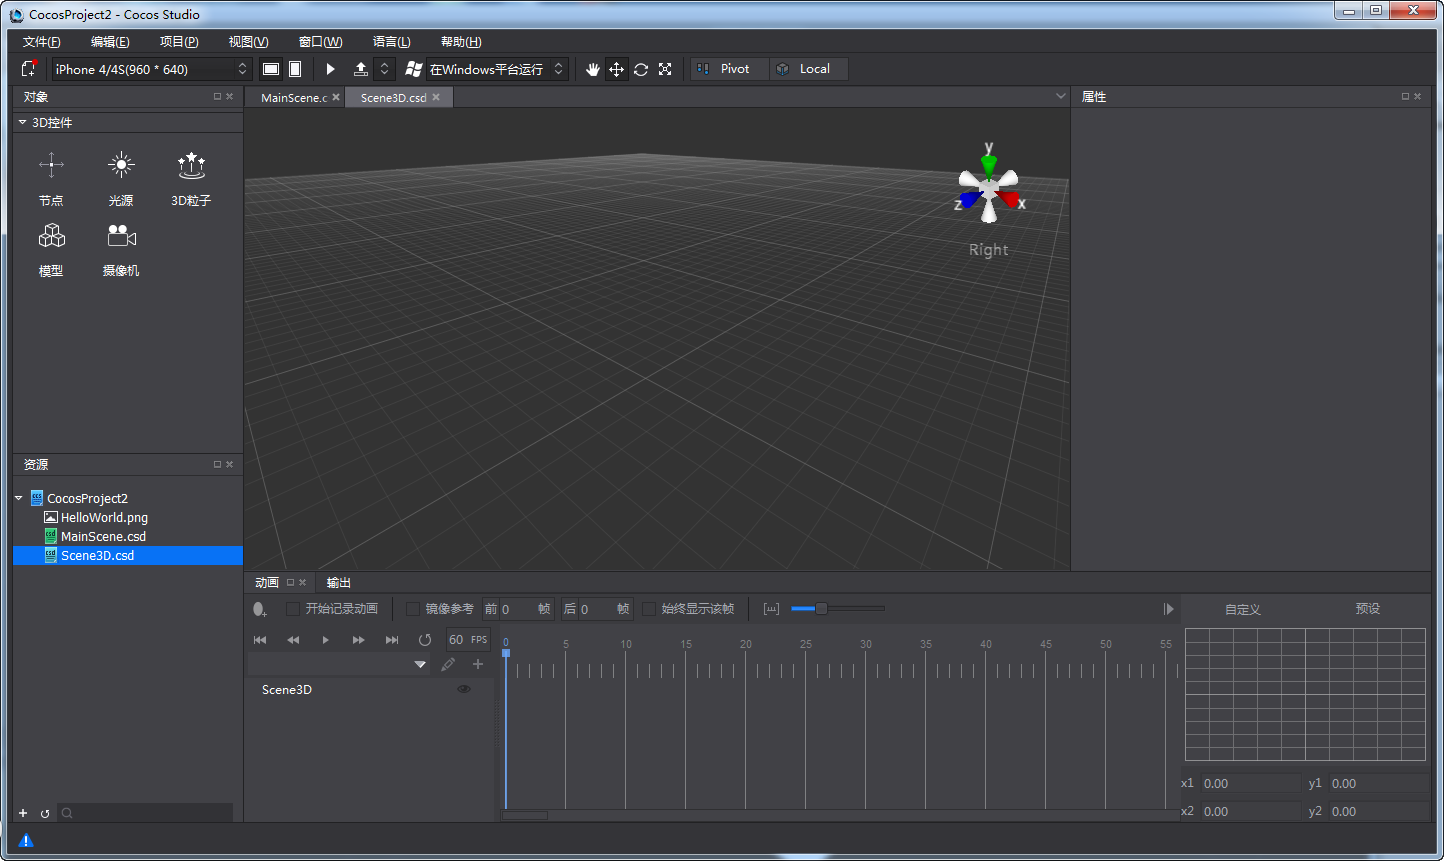 CocosProject2 - Cocos Studio
文件(F) 编辑(E) 项目(P) 视图(V) 窗口(W) 语言(L) 帮助(H)
iPhone 4/4S(960 * 640) 在Windows平台运行 Pivot Local
对象
MainScene.c Scene3D.csd
属性
3D控件
节点 光源 3D粒子
模型 摄像机
y
z x
Right
资源
CocosProject2
HelloWorld.png
MainScene.csd
Scene3D.csd
动画 输出
开始记录动画 镜像参考 前 0 帧 后 0 帧 始终显示该帧
自定义 预设
60 FPS
0 5 10 15 20 25 30 35 40 45 50 55
Scene3D
x1 0.00 y1 0.00
x2 0.00 y2 0.00